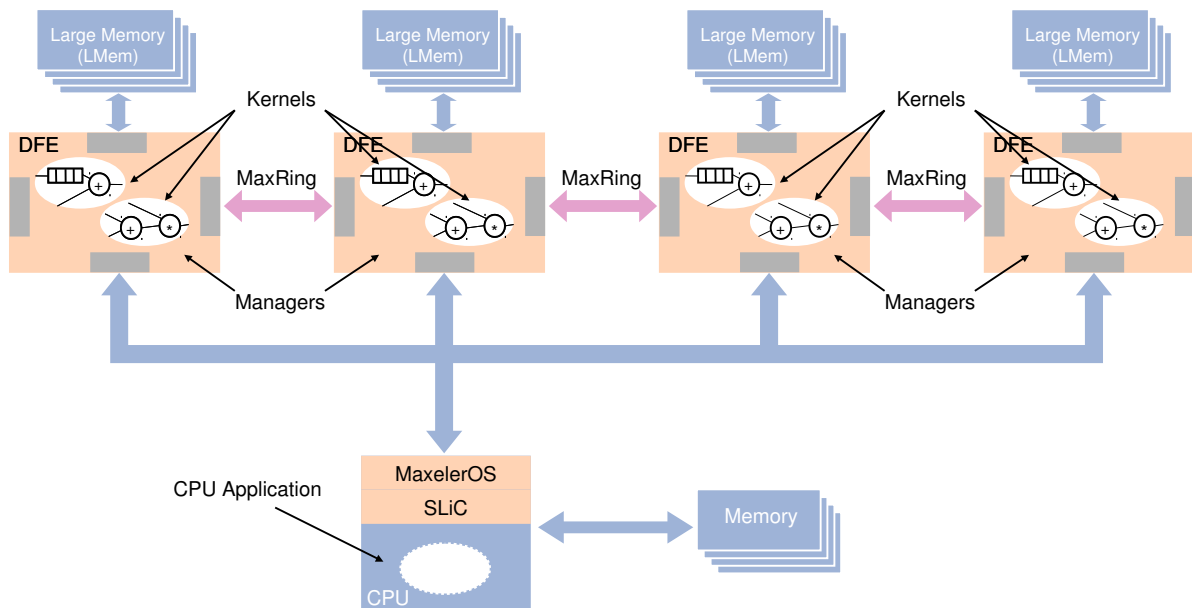 Large Memory
(LMem)
Large Memory
(LMem)
Large Memory
(LMem)
Large Memory
(LMem)
Kernels
Kernels
DFE
DFE
DFE
DFE
+
+
+
+
MaxRing
MaxRing
MaxRing
+ *
+ *
+ *
+ *
Managers
Managers
MaxelerOS
CPU Application
SLiC
Memory
CPU